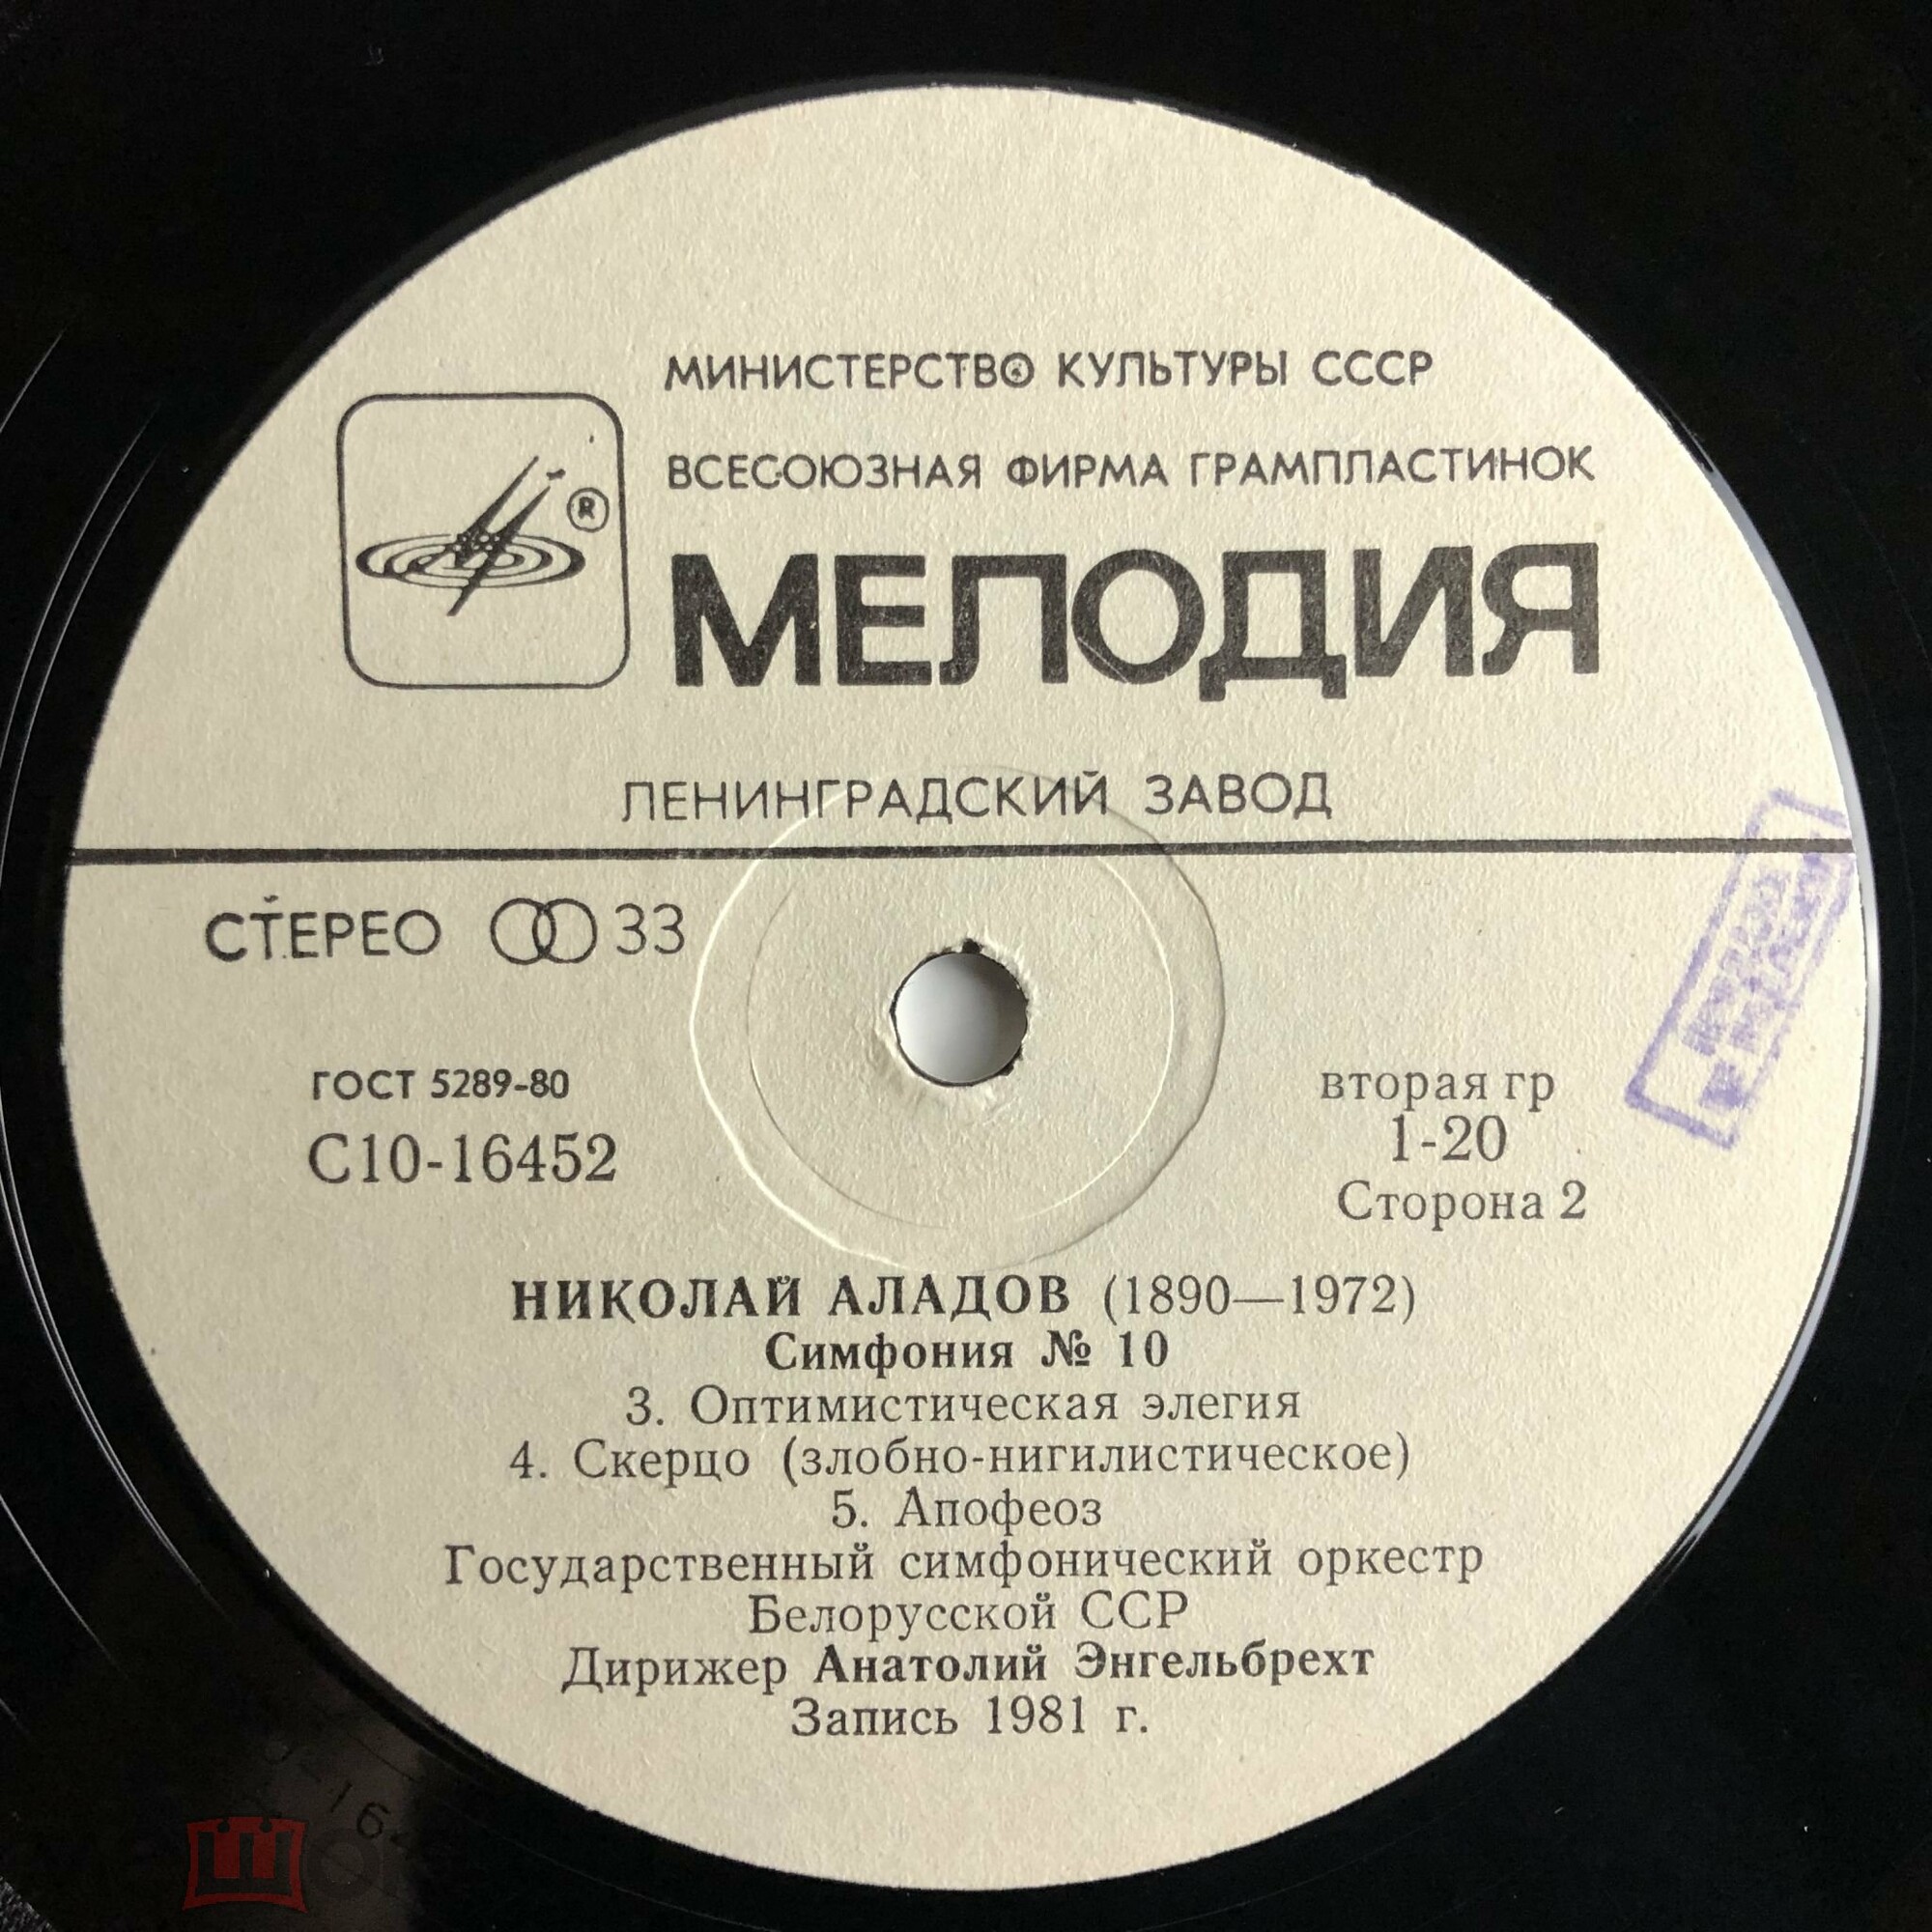 МИНИСТЕРСТВО КУЛЬТУРЫ СССР
ВСЕСОЮЗНАЯ ФИРМА ГРАМПЛАСТИНОК
®
МЕЛОДИЯ
ЛЕНИНГРАДСКИЙ ЗАВОД
СТЕРЕО 33
ГОСТ 5289-80
С10-16452
вторая гр
1-20
Сторона 2
НИКОЛАЙ АЛАДОВ (1890—1972)
Симфония № 10
3. Оптимистическая элегия
4. Скерцо (злобно-нигилистическое)
5. Апофеоз
Государственный симфонический оркестр
Белорусской ССР
Дирижер Анатолий Энгельбрехт
Запись 1981 г.